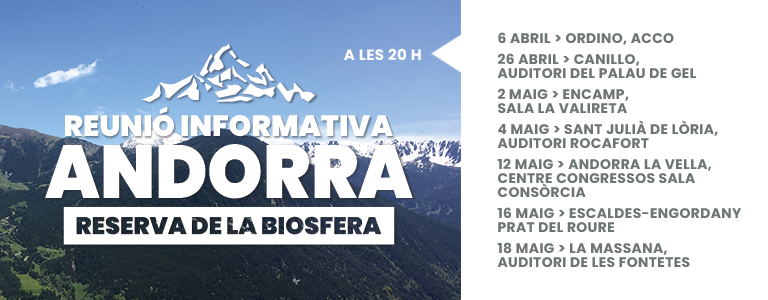 A LES 20 H
REUNIÓ INFORMATIVA
ANDORRA
RESERVA DE LA BIOSFERA
6 ABRIL > ORDINO, ACCO
26 ABRIL > CANILLO,
AUDITORI DEL PALAU DE GEL
2 MAIG > ENCAMP,
SALA LA VALIRETA
4 MAIG > SANT JULIÀ DE LÒRIA,
AUDITORI ROCAFORT
12 MAIG > ANDORRA LA VELLA,
CENTRE CONGRESSOS SALA
CONSÒRCIA
16 MAIG > ESCALDES-ENGORDANY
PRAT DEL ROURE
18 MAIG > LA MASSANA,
AUDITORI DE LES FONTETES